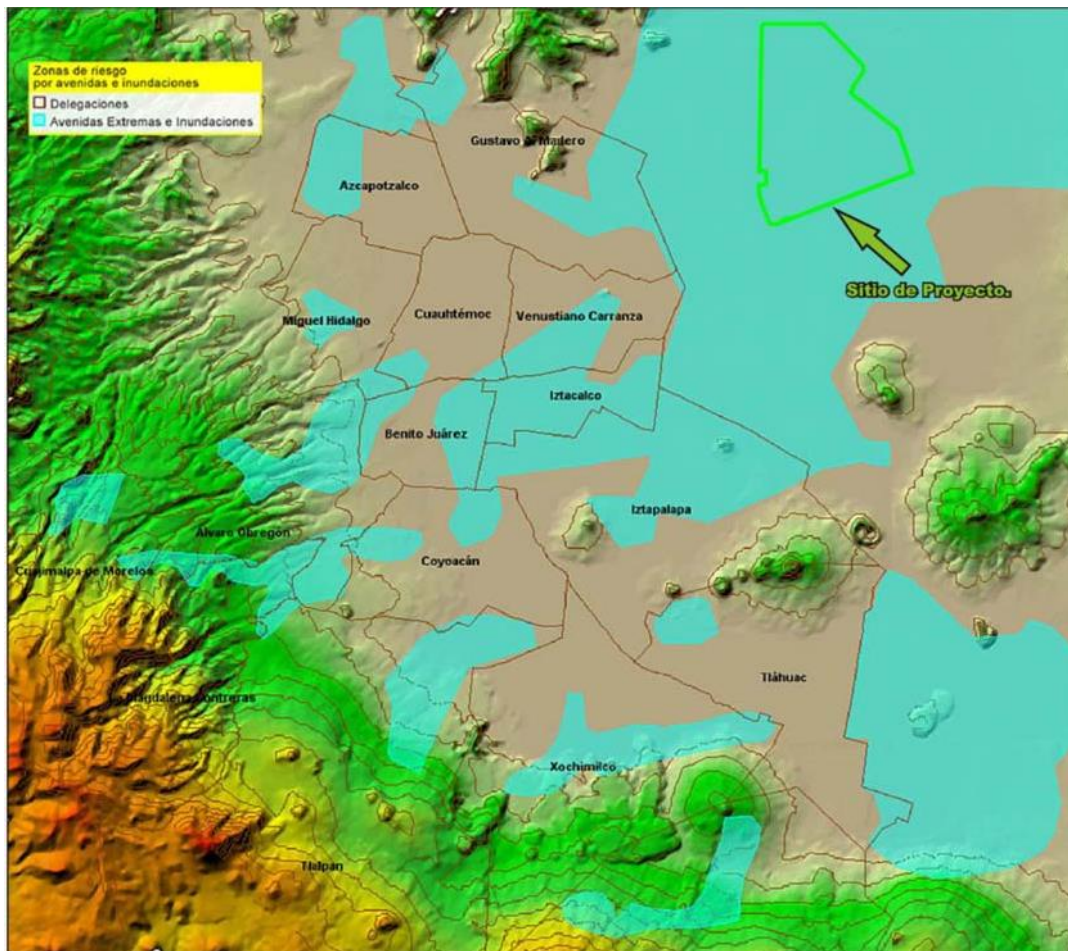 Zonas de riesgo
por avenidas e inundaciones
Delegaciones
Avenidas Extremas e Inundaciones
Gustavo A. Madero
Azcapotzalco
Sitio de Proyecto.
Miguel Hidalgo
Cuauhtémoc
Venustiano Carranza
Iztacalco
Benito Juárez
Iztapalapa
Alvaro Obregón
Coyoacán
Cuajimalpa de Morelos
Tláhuac
La Magdalena Contreras
Xochimilco
Tlalpan